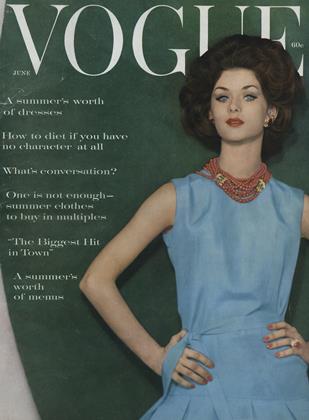 VOGUE
60c
JUNE
A summer's worth
of dresses
How to diet if you have
no character at all
What's conversation?
One is not enough—
summer clothes
to buy in multiples
"The Biggest Hit
in Town"
A summer's
worth
of menus